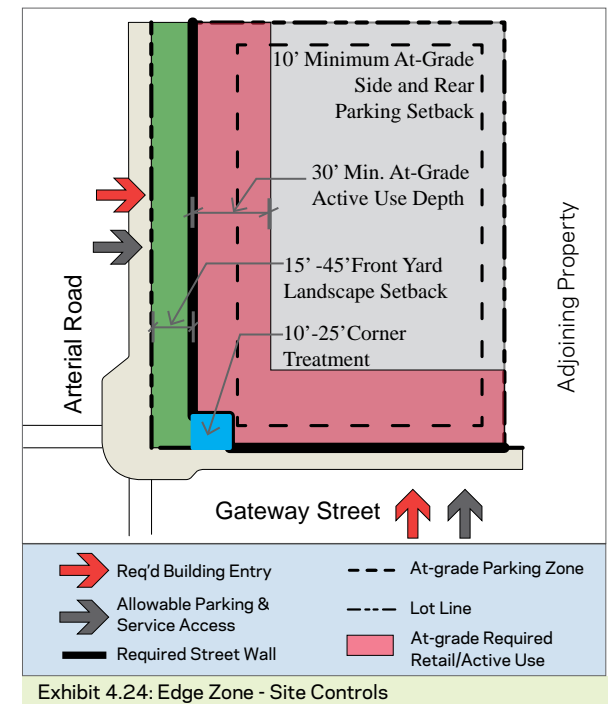 10’ Minimum At-Grade
Side and Rear
Parking Setback
30’ Min. At-Grade
Active Use Depth
15’ -45’Front Yard
Landscape Setback
10’-25’Corner
Treatment
Arterial Road
Adjoining Property
Gateway Street
Req'd Building Entry
Allowable Parking &
Service Access
Required Street Wall
At-grade Parking Zone
Lot Line
At-grade Required
Retail/Active Use
Exhibit 4.24: Edge Zone - Site Controls